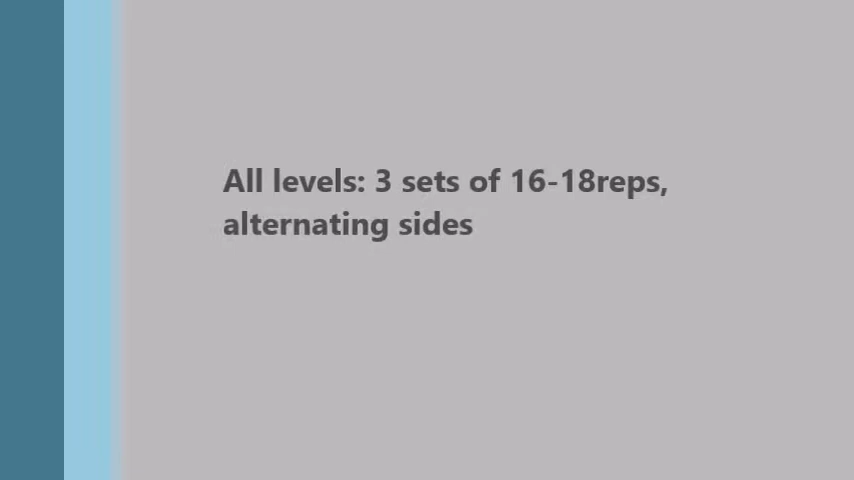 All levels: 3 sets of 16-18reps,
alternating sides